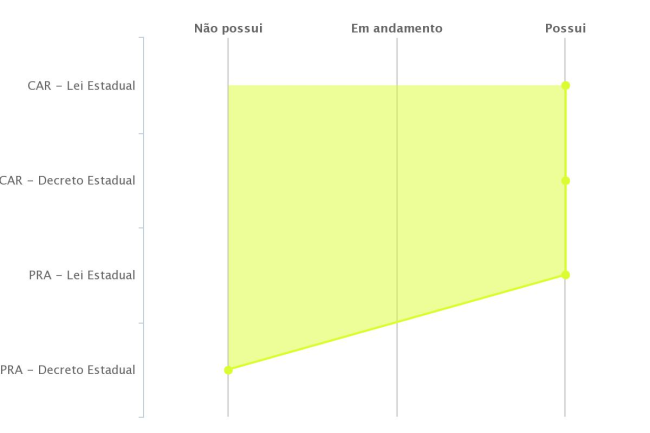 Não possui Em andamento Possui
CAR – Lei Estadual
CAR – Decreto Estadual
PRA – Lei Estadual
PRA – Decreto Estadual